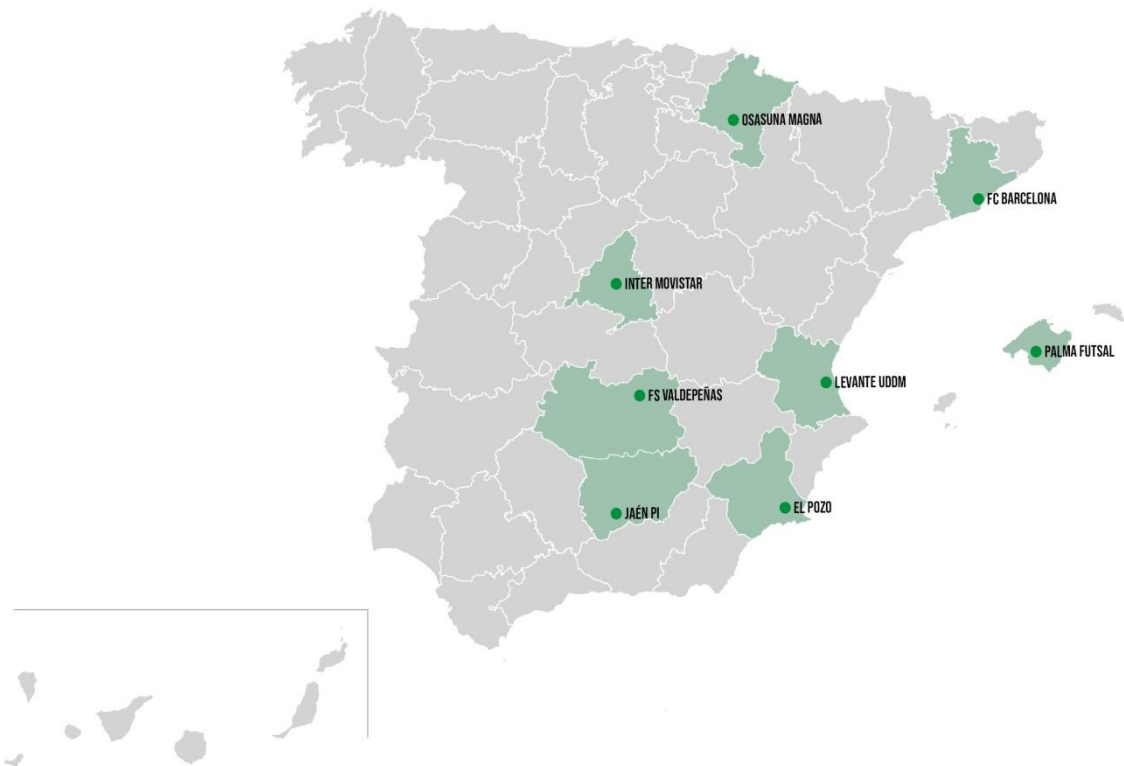 OSASUNA MAGNA
FC BARCELONA
INTER MOVISTAR
PALMA FUTSAL
LEVANTE UDDM
FS VALDEPEÑAS
EL POZO
JAÉN PI